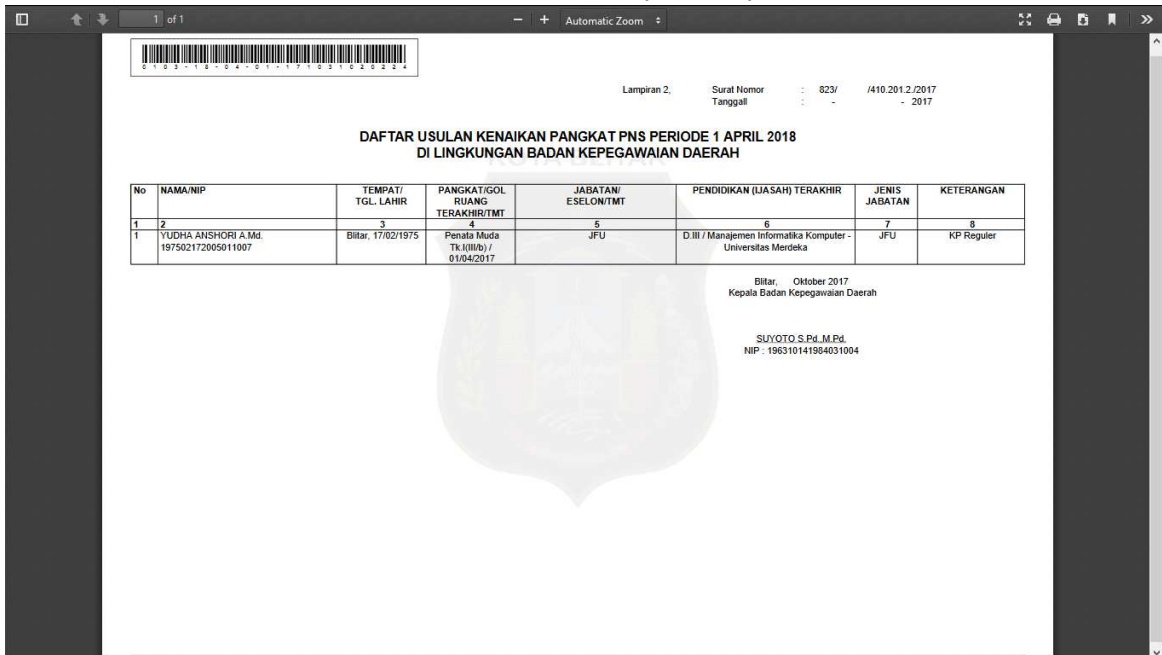 1 of 1
Automatic Zoom
0 1 0 3 - 1 8 - 0 4 - 0 1 - 1 7 1 0 3 1 0 2 0 2 2 4
Lampiran 2, Surat Nomor : 823/ /410.201.2./2017
Tanggall : - - 2017
DAFTAR USULAN KENAIKAN PANGKAT PNS PERIODE 1 APRIL 2018
DI LINGKUNGAN BADAN KEPEGAWAIAN DAERAH
KOTA BLITAR
No NAMA/NIP TEMPAT/ PANGKAT/GOL JABATAN/ PENDIDIKAN (IJASAH) TERAKHIR JENIS KETERANGAN
TGL. LAHIR RUANG ESELON/TMT JABATAN
TERAKHIR/TMT
1 2 3 4 5 6 7 8
1 YUDHA ANSHORI A.Md. Blitar, 17/02/1975 Penata Muda JFU D.III / Manajemen Informatika Komputer - JFU KP Reguler
197502172005011007 Tk.I(III/b) / Universitas Merdeka
01/04/2017
Blitar, Oktober 2017
Kepala Badan Kepegawaian Daerah
SUYOTO S.Pd.,M.Pd.
NIP : 196310141984031004